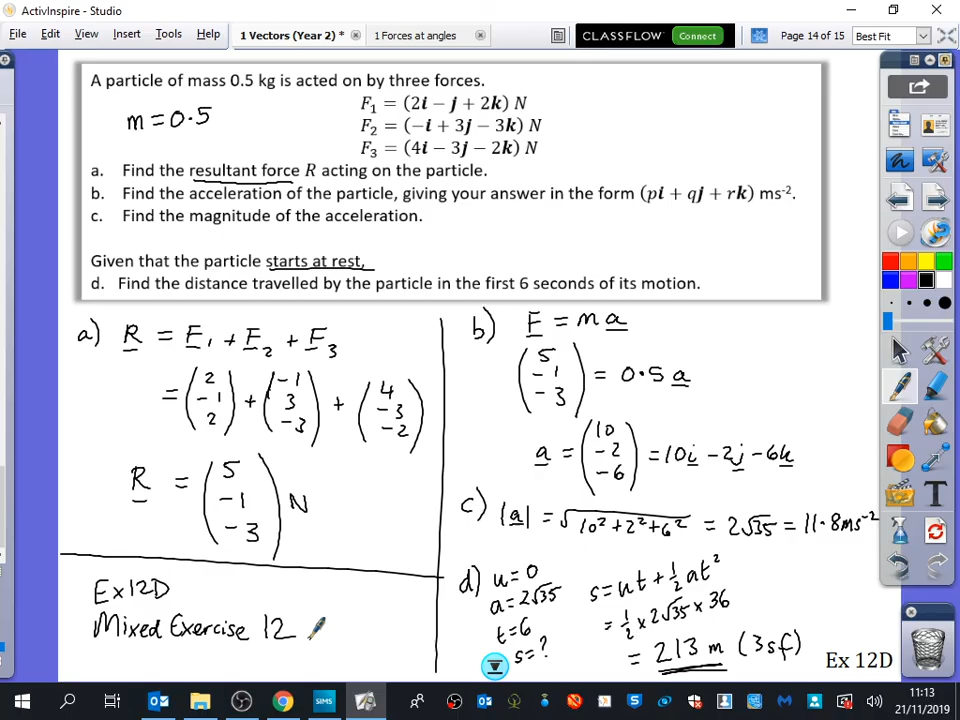 ActivInspire - Studio
File Edit View Insert Tools Help
1 Vectors (Year 2) *
1 Forces at angles
CLASSFLOW Connect
Page 14 of 15
Best Fit
A particle of mass 0.5 kg is acted on by three forces.
m = 0.5
F₁ = (2i − j + 2k) N
F₂ = (−i + 3j − 3k) N
F₃ = (4i − 3j − 2k) N
a. Find the resultant force R acting on the particle.
b. Find the acceleration of the particle, giving your answer in the form (pi + qj + rk) ms⁻².
c. Find the magnitude of the acceleration.
Given that the particle starts at rest,
d. Find the distance travelled by the particle in the first 6 seconds of its motion.
a) R = F₁ + F₂ + F₃
= (2 −1 2) + (−1 3 −3) + (4 −3 −2)
R = (5 −1 −3) N
Ex 12D
Mixed Exercise 12
b) F = ma
(5 −1 −3) = 0.5 a
a = (10 −2 −6) = 10i − 2j − 6k
c) |a| = √10² + 2² + 6² = 2√35 = 11.8ms⁻²
d) u = 0
a = 2√35
t = 6
s = ?
s = ut + ½at²
= ½ × 2√35 × 36
= 213 m (3sf)
Ex 12D
SIMS
11:13
21/11/2019